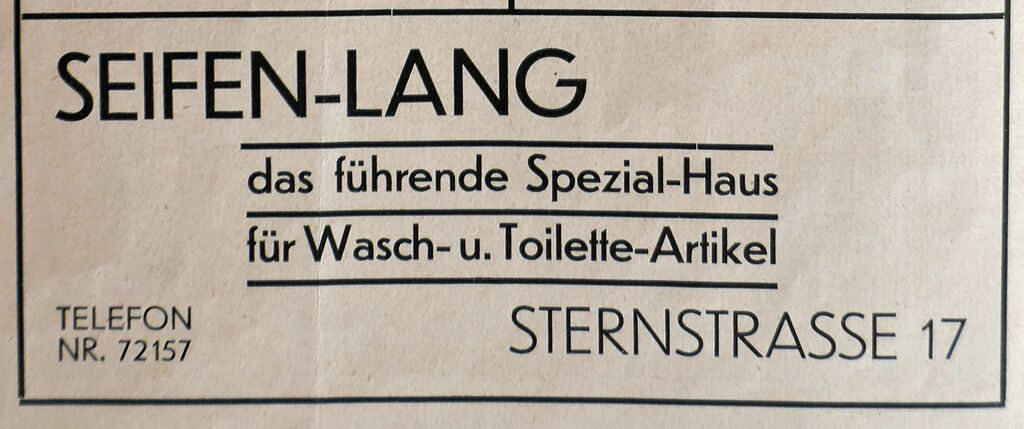 SEIFEN-LANG
das führende Spezial-Haus
für Wasch- u. Toilette-Artikel
TELEFON
NR. 72157
STERNSTRASSE 17